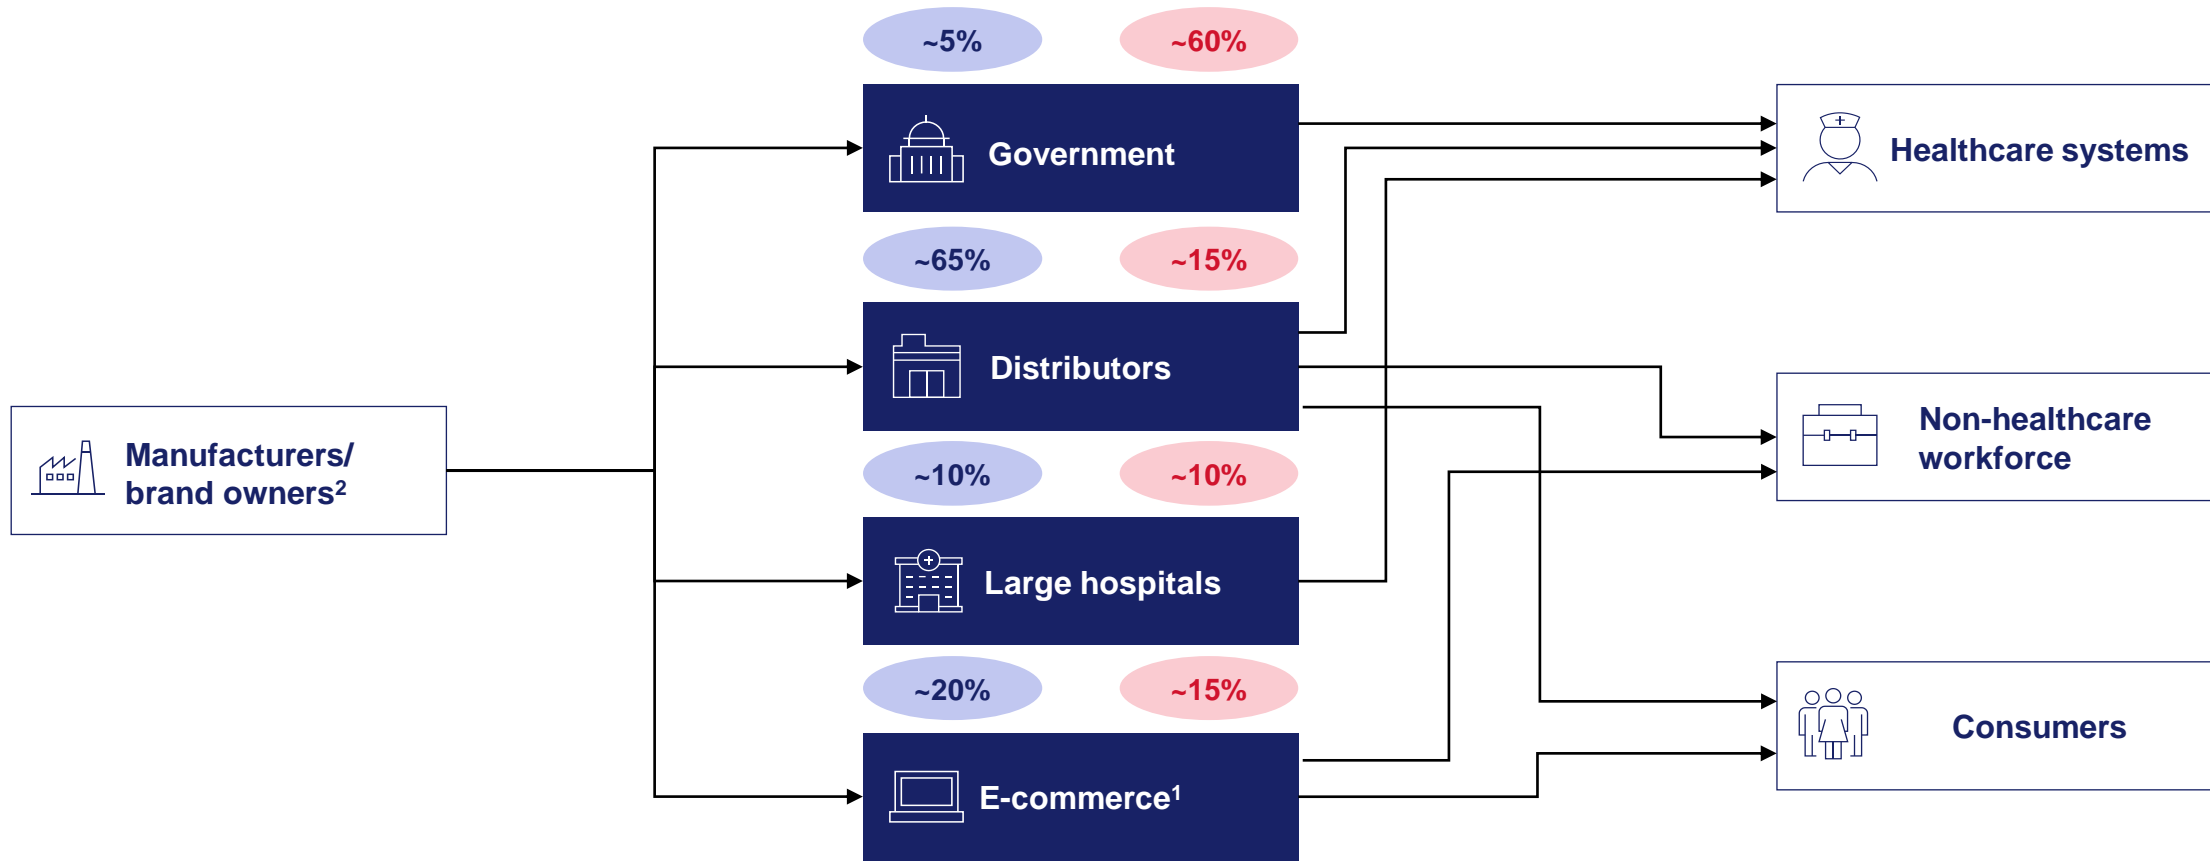 ~5%
~60%
Government
Healthcare systems
~65%
~15%
Distributors
Manufacturers/
brand owners²
Non-healthcare
workforce
~10%
~10%
Large hospitals
~20%
~15%
Consumers
E-commerce¹